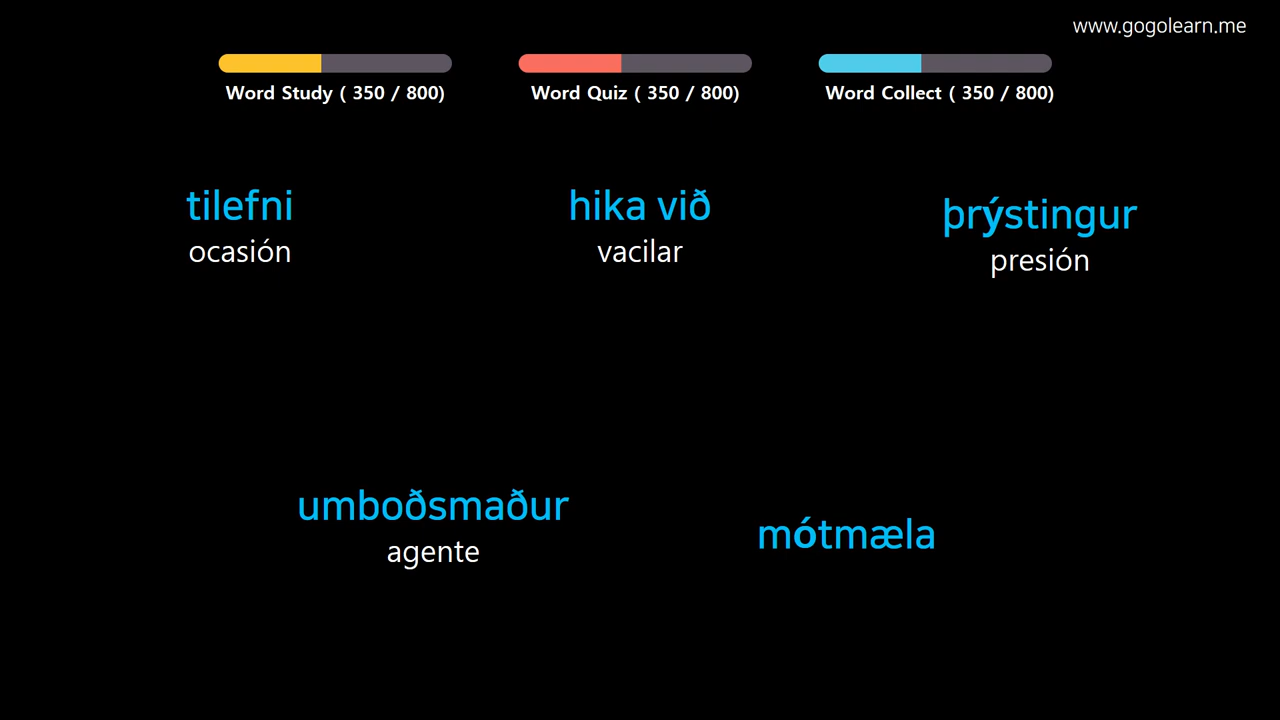 www.gogolearn.me
Word Study ( 350 / 800)
Word Quiz ( 350 / 800)
Word Collect ( 350 / 800)
tilefni
ocasión
hika við
vacilar
þrýstingur
presión
umboðsmaður
agente
mótmæla